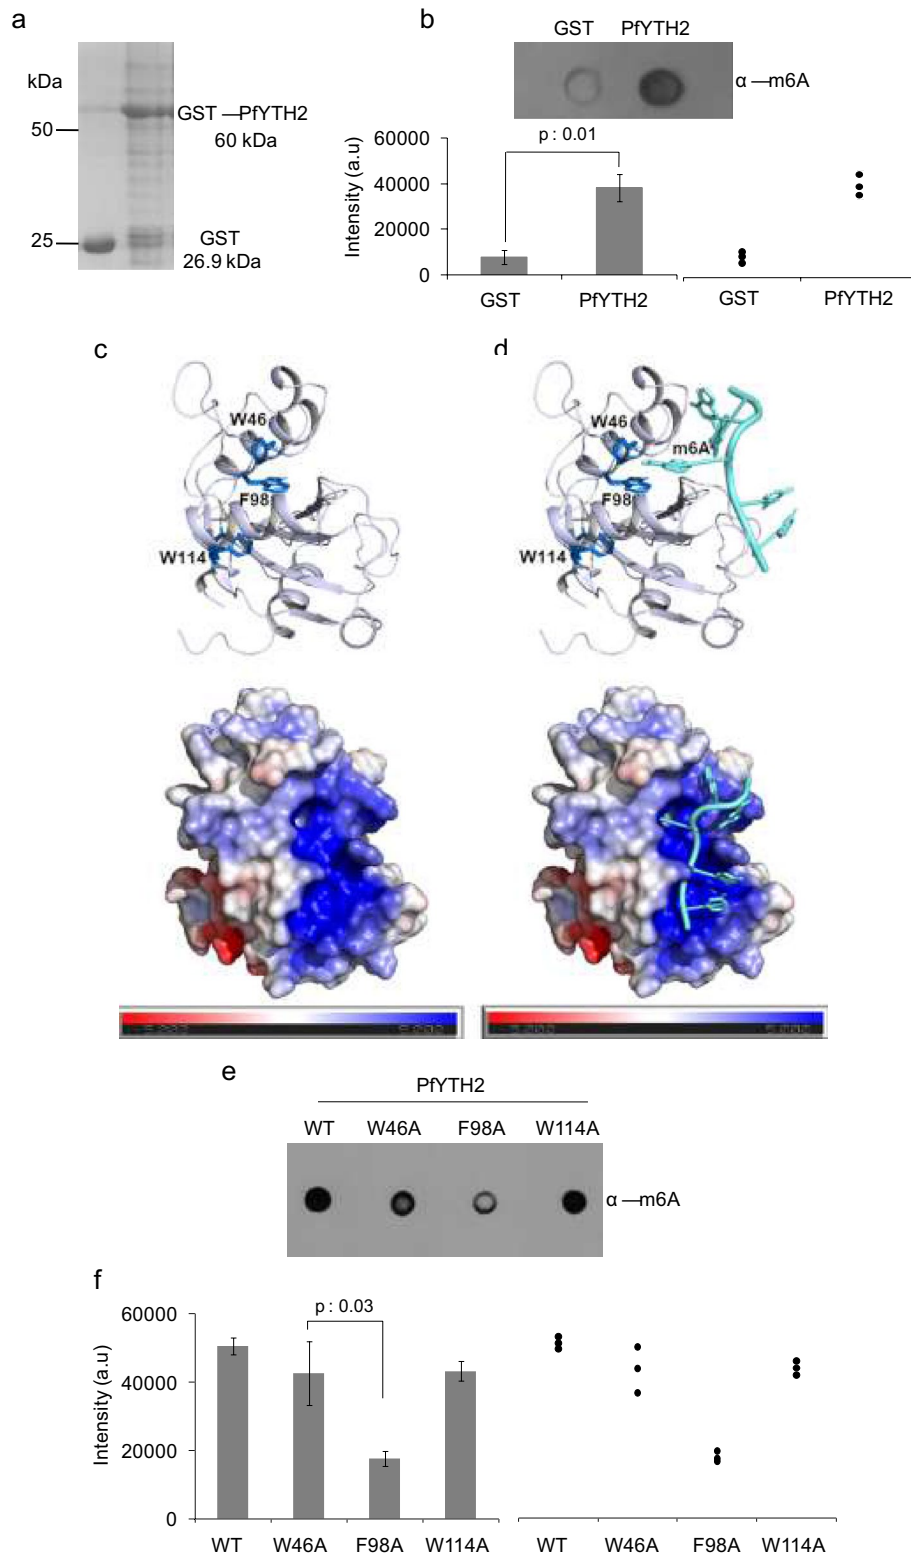 a
kDa
50
25
GST —PfYTH2
60 kDa
GST
26.9 kDa
b
GST PfYTH2
α —m6A
p : 0.01
Intensity (a.u)
60000
40000
20000
0
GST PfYTH2 GST PfYTH2
c
W46
F98
W114
d
W46
m6A
F98
W114
e
PfYTH2
WT W46A F98A W114A
α —m6A
f
p : 0.03
Intensity (a.u)
60000
40000
20000
0
WT W46A F98A W114A WT W46A F98A W114A